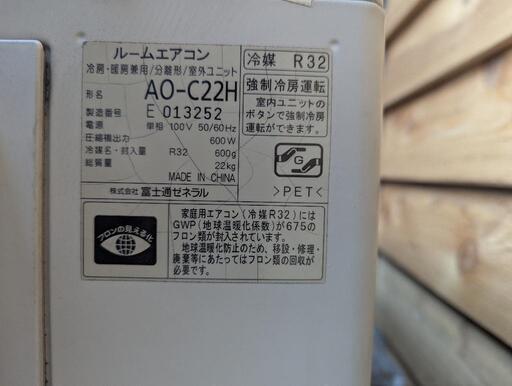 ルームエアコン
冷房・暖房兼用/分離形/室外ユニット
形名 AO-C22H
製造番号 E 013252
電源 単相 100V 50/60Hz
圧縮機出力 600W
冷媒名・封入量 R32 600g
総質量 22kg
MADE IN CHINA
株式会社 富士通ゼネラル
冷媒 R32
強制冷房運転
室内ユニットの
ボタンで強制冷房
運転ができます。
G
>PET<
フロンの見える化
家庭用エアコン(冷媒R32)には
GWP(地球温暖化係数)が675の
フロン類が封入されています。
地球温暖化防止のため、移設・修理・
廃棄等にあたってはフロン類の回収が
必要です。